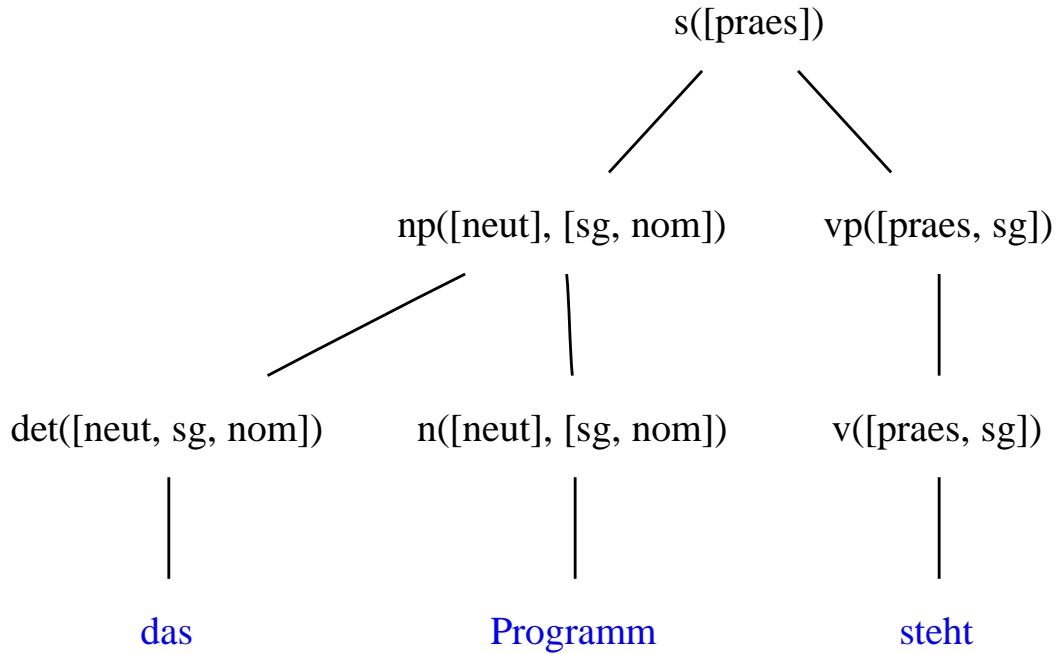 s([praes])
np([neut], [sg, nom]) vp([praes, sg])
det([neut, sg, nom]) n([neut], [sg, nom]) v([praes, sg])
das Programm steht